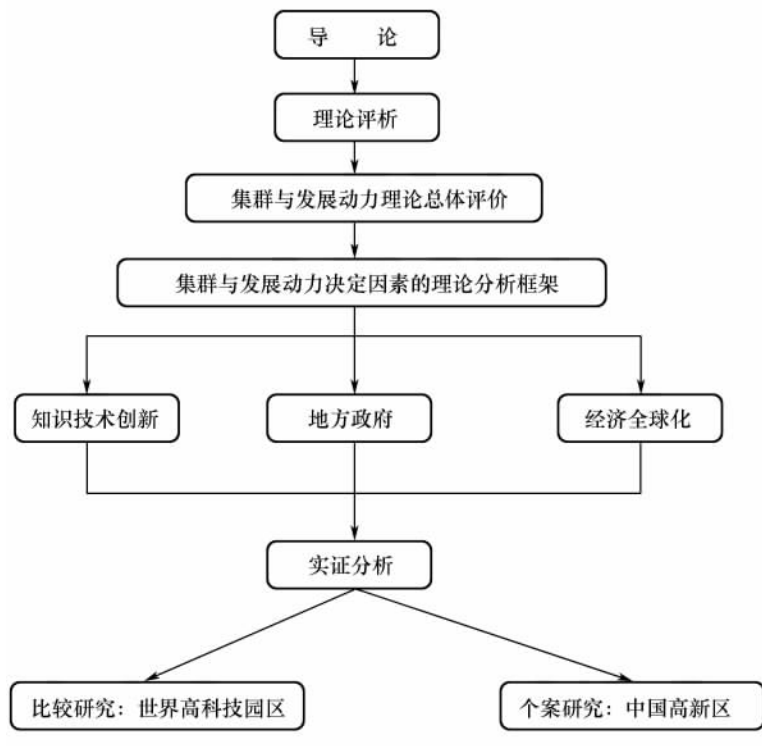 导 论
理论评析
集群与发展动力理论总体评价
集群与发展动力决定因素的理论分析框架
知识技术创新
地方政府
经济全球化
实证分析
比较研究：世界高科技园区
个案研究：中国高新区